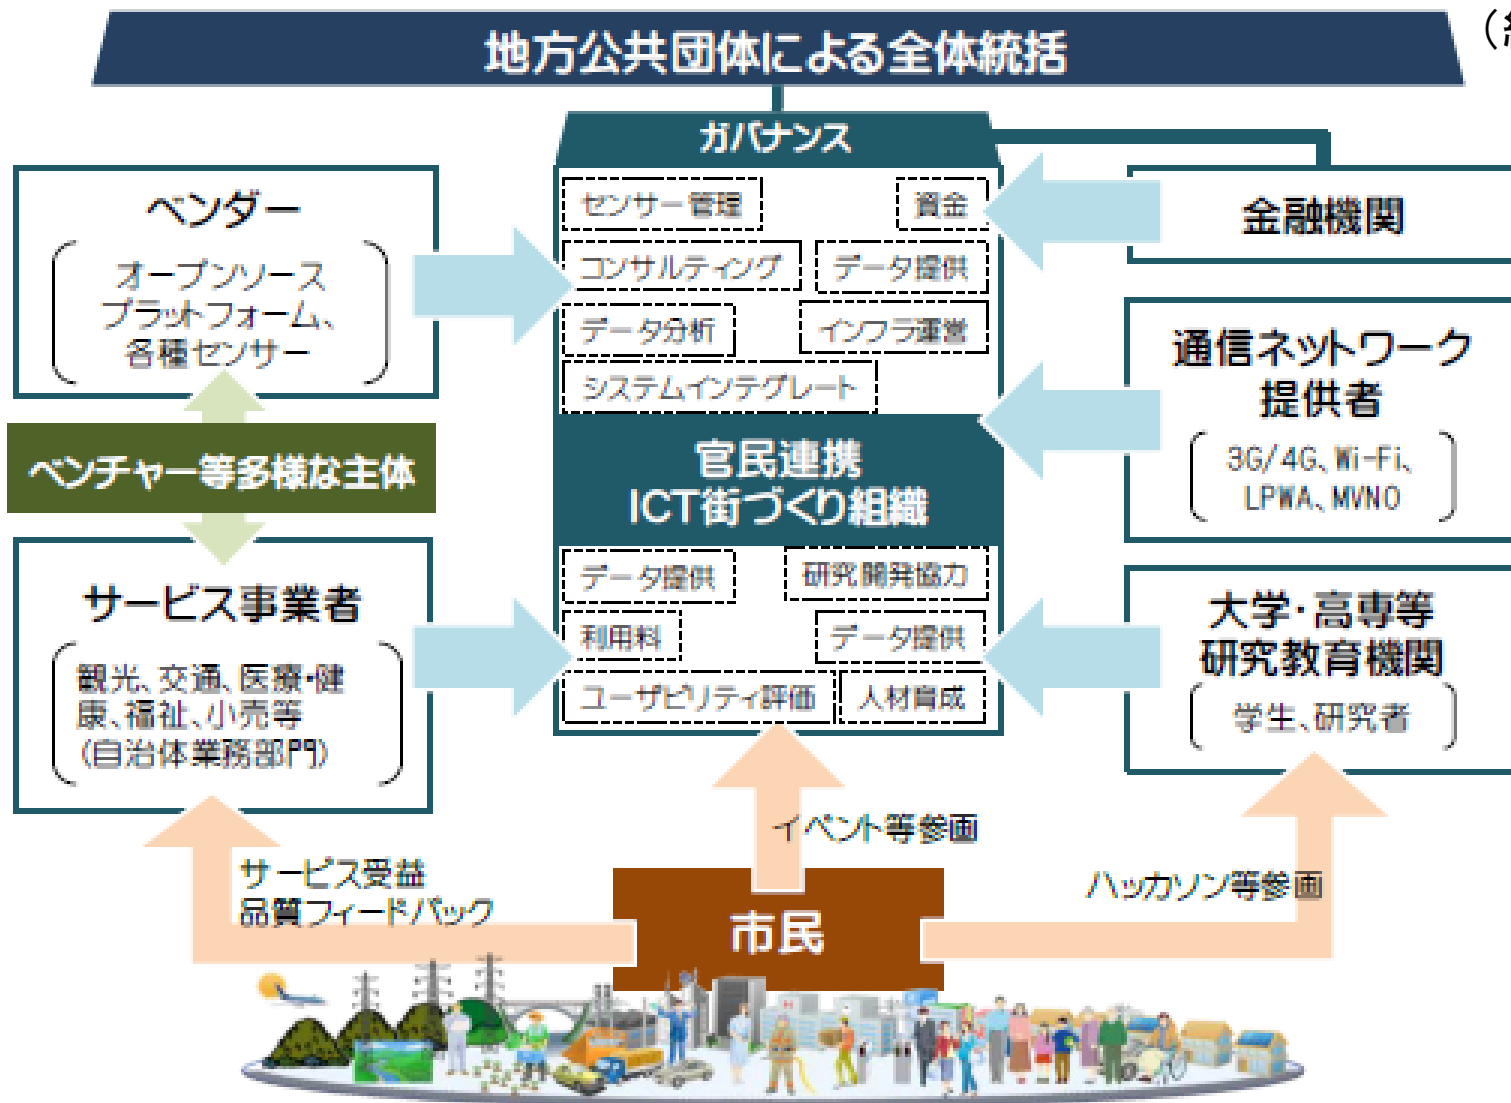 地方公共団体による全体統括
ガバナンス
ベンダー
オープンソース
プラットフォーム、
各種センサー
ベンチャー等多様な主体
サービス事業者
観光、交通、医療・健
康、福祉、小売等
(自治体業務部門)
センサー管理
資金
コンサルティング
データ提供
データ分析
インフラ運営
システムインテグレート
官民連携
ICT街づくり組織
データ提供
研究開発協力
利用料
データ提供
ユーザビリティ評価
人材育成
金融機関
通信ネットワーク
提供者
3G/4G、Wi-Fi、
LPWA、MVNO
大学・高専等
研究教育機関
学生、研究者
サービス受益
品質フィードバック
イベント等参画
ハッカソン等参画
市民